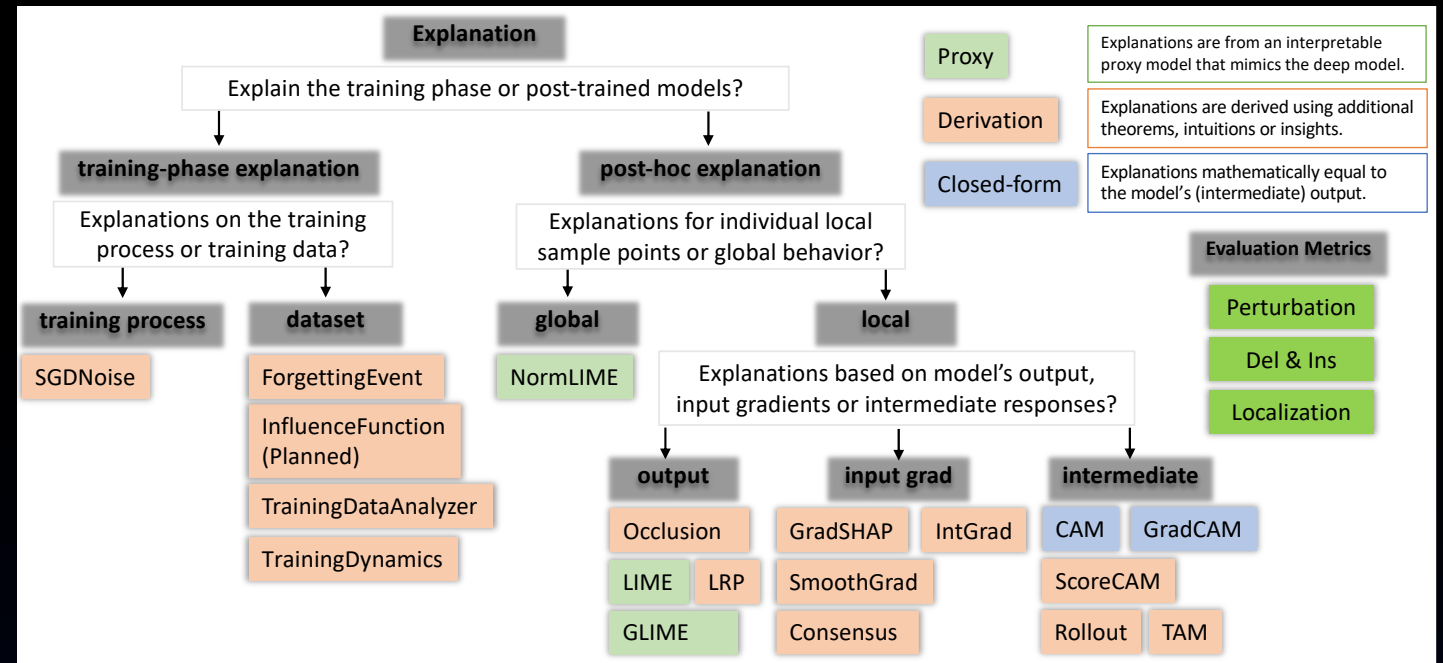 Explanation
Explain the training phase or post-trained models?
training-phase explanation
post-hoc explanation
Explanations on the training
process or training data?
Explanations for individual local
sample points or global behavior?
training process
dataset
global
local
SGDNoise
ForgettingEvent
InfluenceFunction
(Planned)
TrainingDataAnalyzer
TrainingDynamics
NormLIME
Explanations based on model's output,
input gradients or intermediate responses?
output
input grad
intermediate
Occlusion
LIME
LRP
GLIME
GradSHAP
IntGrad
SmoothGrad
Consensus
CAM
GradCAM
ScoreCAM
Rollout
TAM
Proxy
Explanations are from an interpretable
proxy model that mimics the deep model.
Derivation
Explanations are derived using additional
theorems, intuitions or insights.
Closed-form
Explanations mathematically equal to
the model's (intermediate) output.
Evaluation Metrics
Perturbation
Del & Ins
Localization